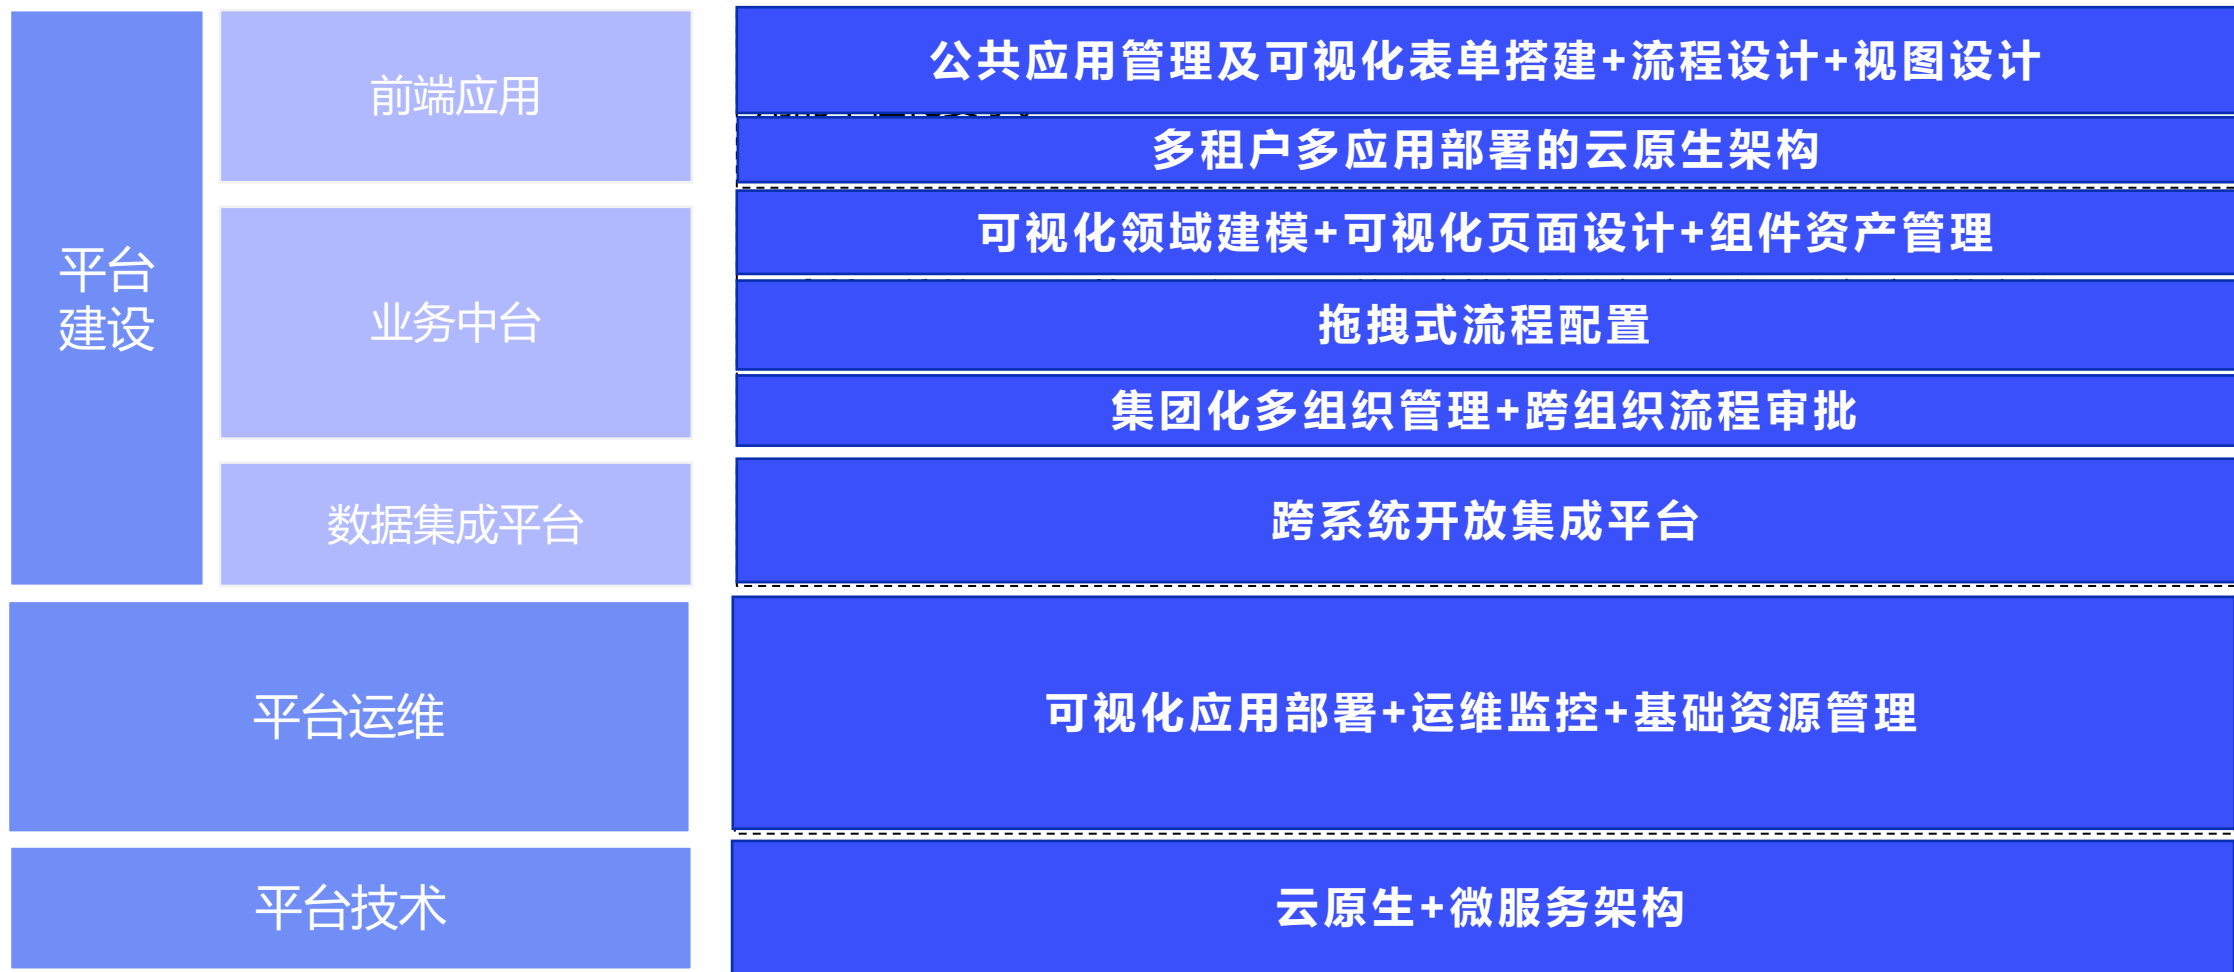 平台
建设
前端应用
公共应用管理及可视化表单搭建+流程设计+视图设计
多租户多应用部署的云原生架构
业务中台
可视化领域建模+可视化页面设计+组件资产管理
拖拽式流程配置
集团化多组织管理+跨组织流程审批
数据集成平台
跨系统开放集成平台
平台运维
可视化应用部署+运维监控+基础资源管理
平台技术
云原生+微服务架构